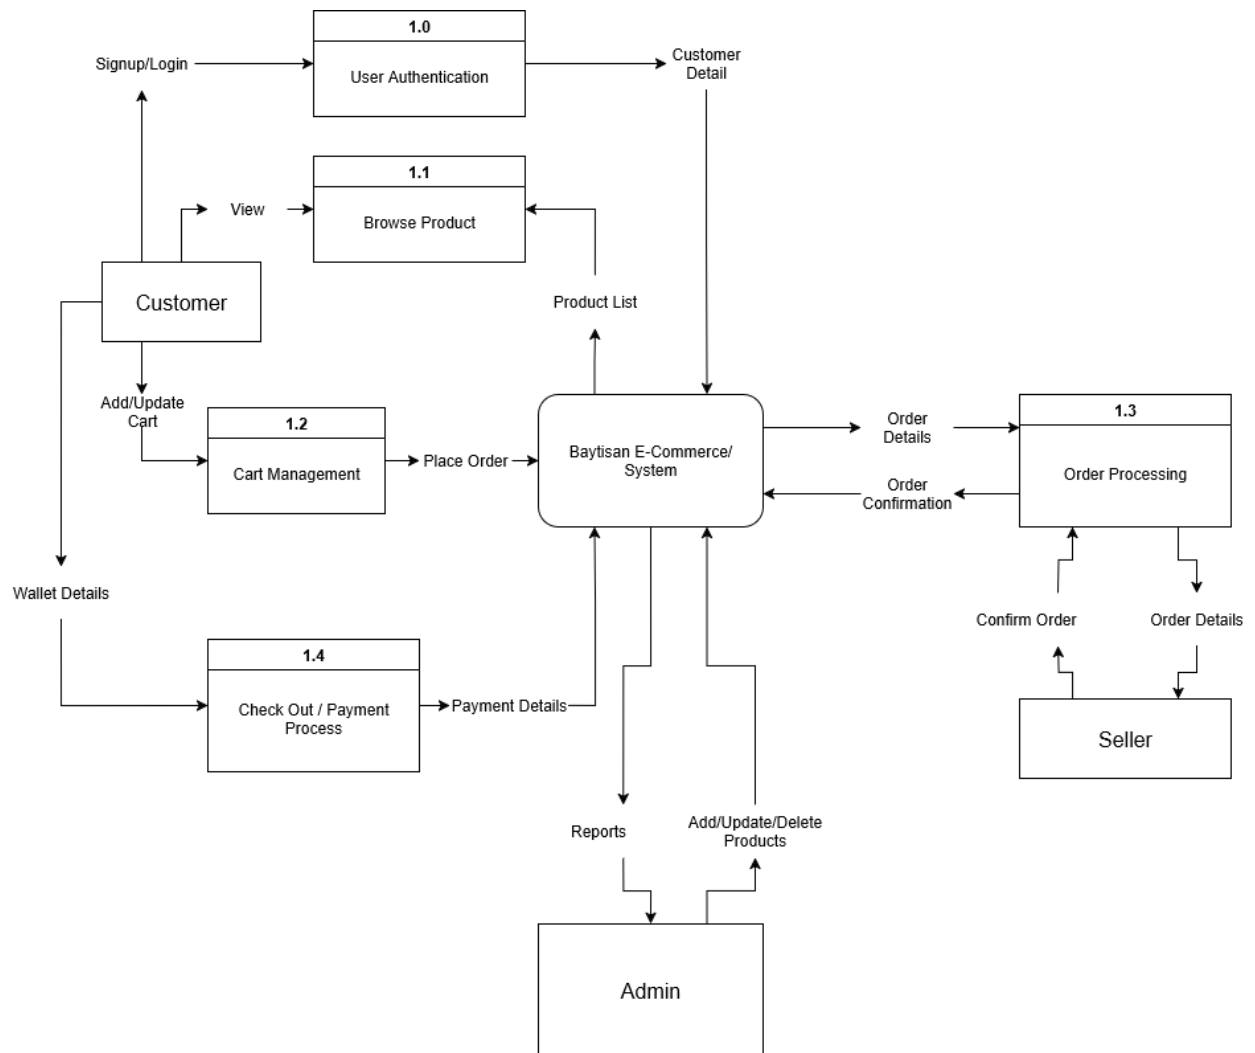 1.0
Signup/Login
User Authentication
Customer
Detail
1.1
View
Browse Product
Customer
Product List
Add/Update
Cart
1.2
Cart Management
Place Order
Baytisan E-Commerce/
System
Order
Details
Order
Confirmation
1.3
Order Processing
Wallet Details
Confirm Order
Order Details
1.4
Check Out / Payment
Process
Payment Details
Seller
Reports
Add/Update/Delete
Products
Admin